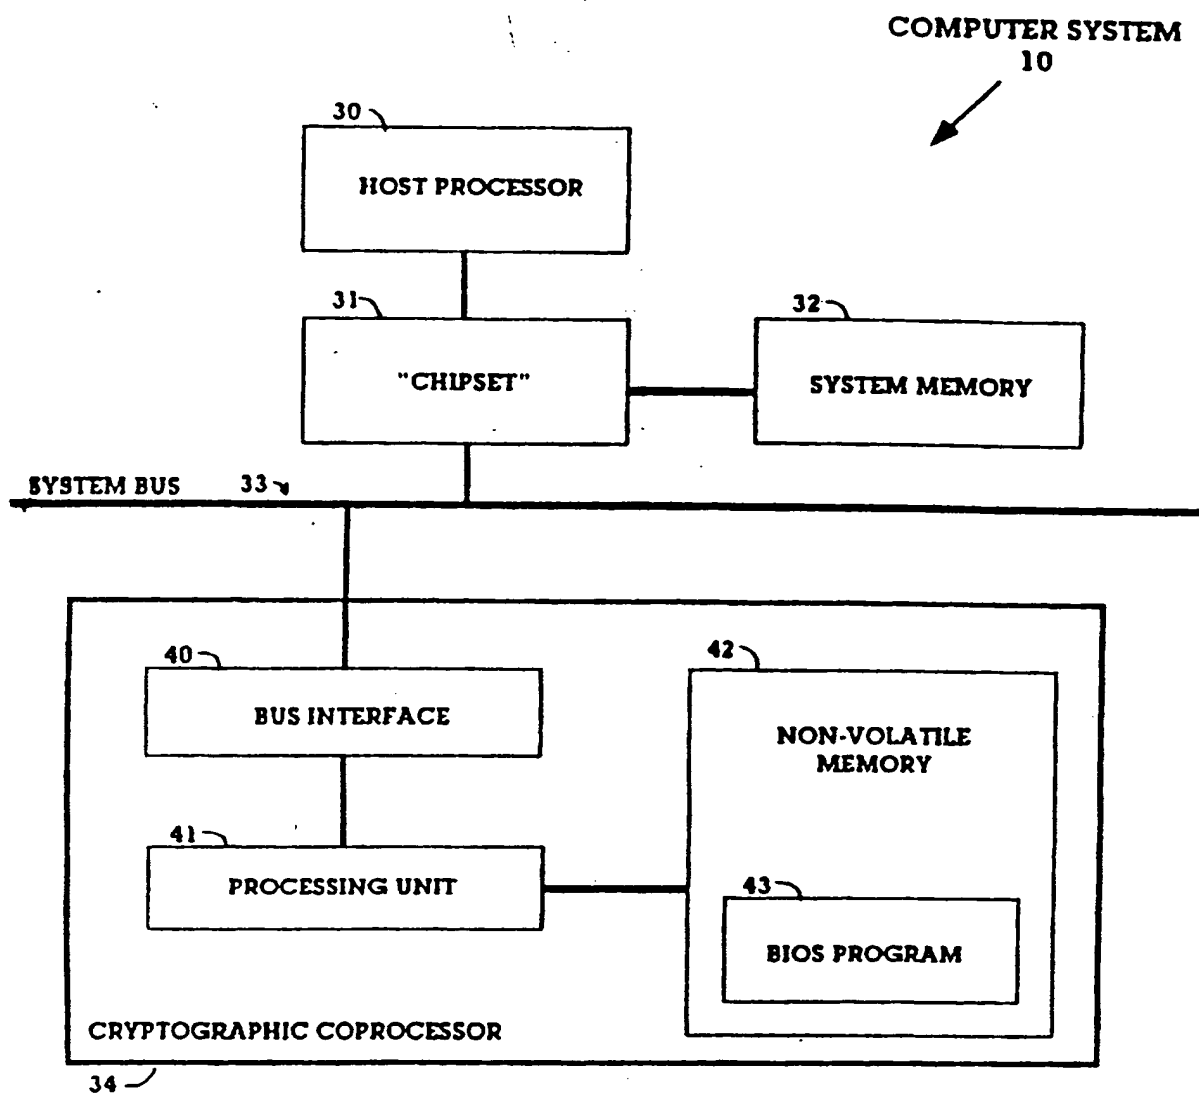 COMPUTER SYSTEM
10
30
HOST PROCESSOR
31
"CHIPSET"
32
SYSTEM MEMORY
SYSTEM BUS
33
40
BUS INTERFACE
42
NON-VOLATILE
MEMORY
41
PROCESSING UNIT
43
BIOS PROGRAM
CRYPTOGRAPHIC COPROCESSOR
34